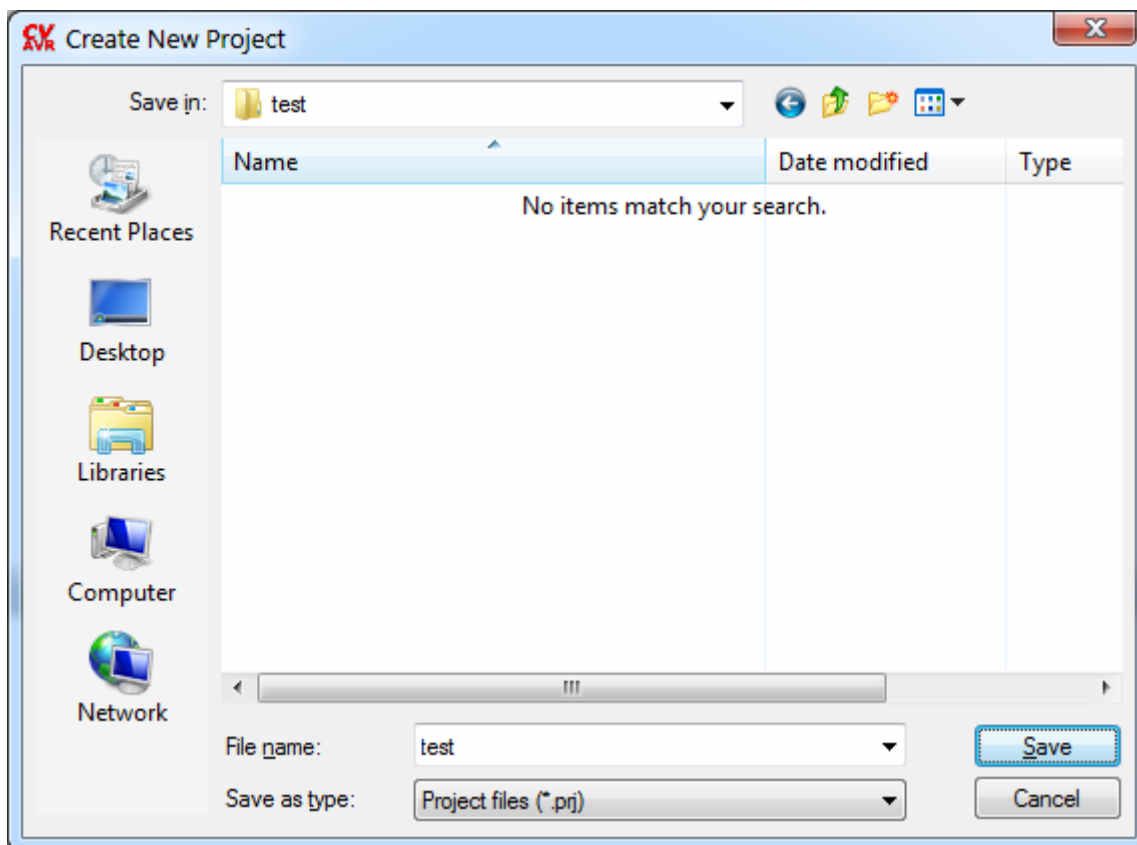 CV AVR Create New Project
Save in: test
Name Date modified Type
No items match your search.
Recent Places
Desktop
Libraries
Computer
Network
File name: test Save
Save as type: Project files (*.prj) Cancel